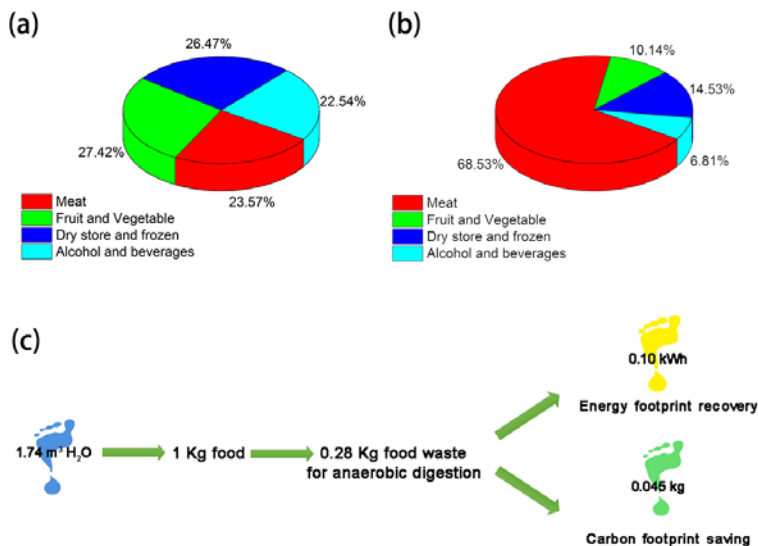 (a)
26.47%
22.54%
27.42%
23.57%
Meat
Fruit and Vegetable
Dry store and frozen
Alcohol and beverages
(b)
10.14%
14.53%
68.53%
6.81%
Meat
Fruit and Vegetable
Dry store and frozen
Alcohol and beverages
(c)
1.74 m³ H₂O
1 Kg food
0.28 Kg food waste
for anaerobic digestion
0.10 kWh
Energy footprint recovery
0.045 kg
Carbon footprint saving